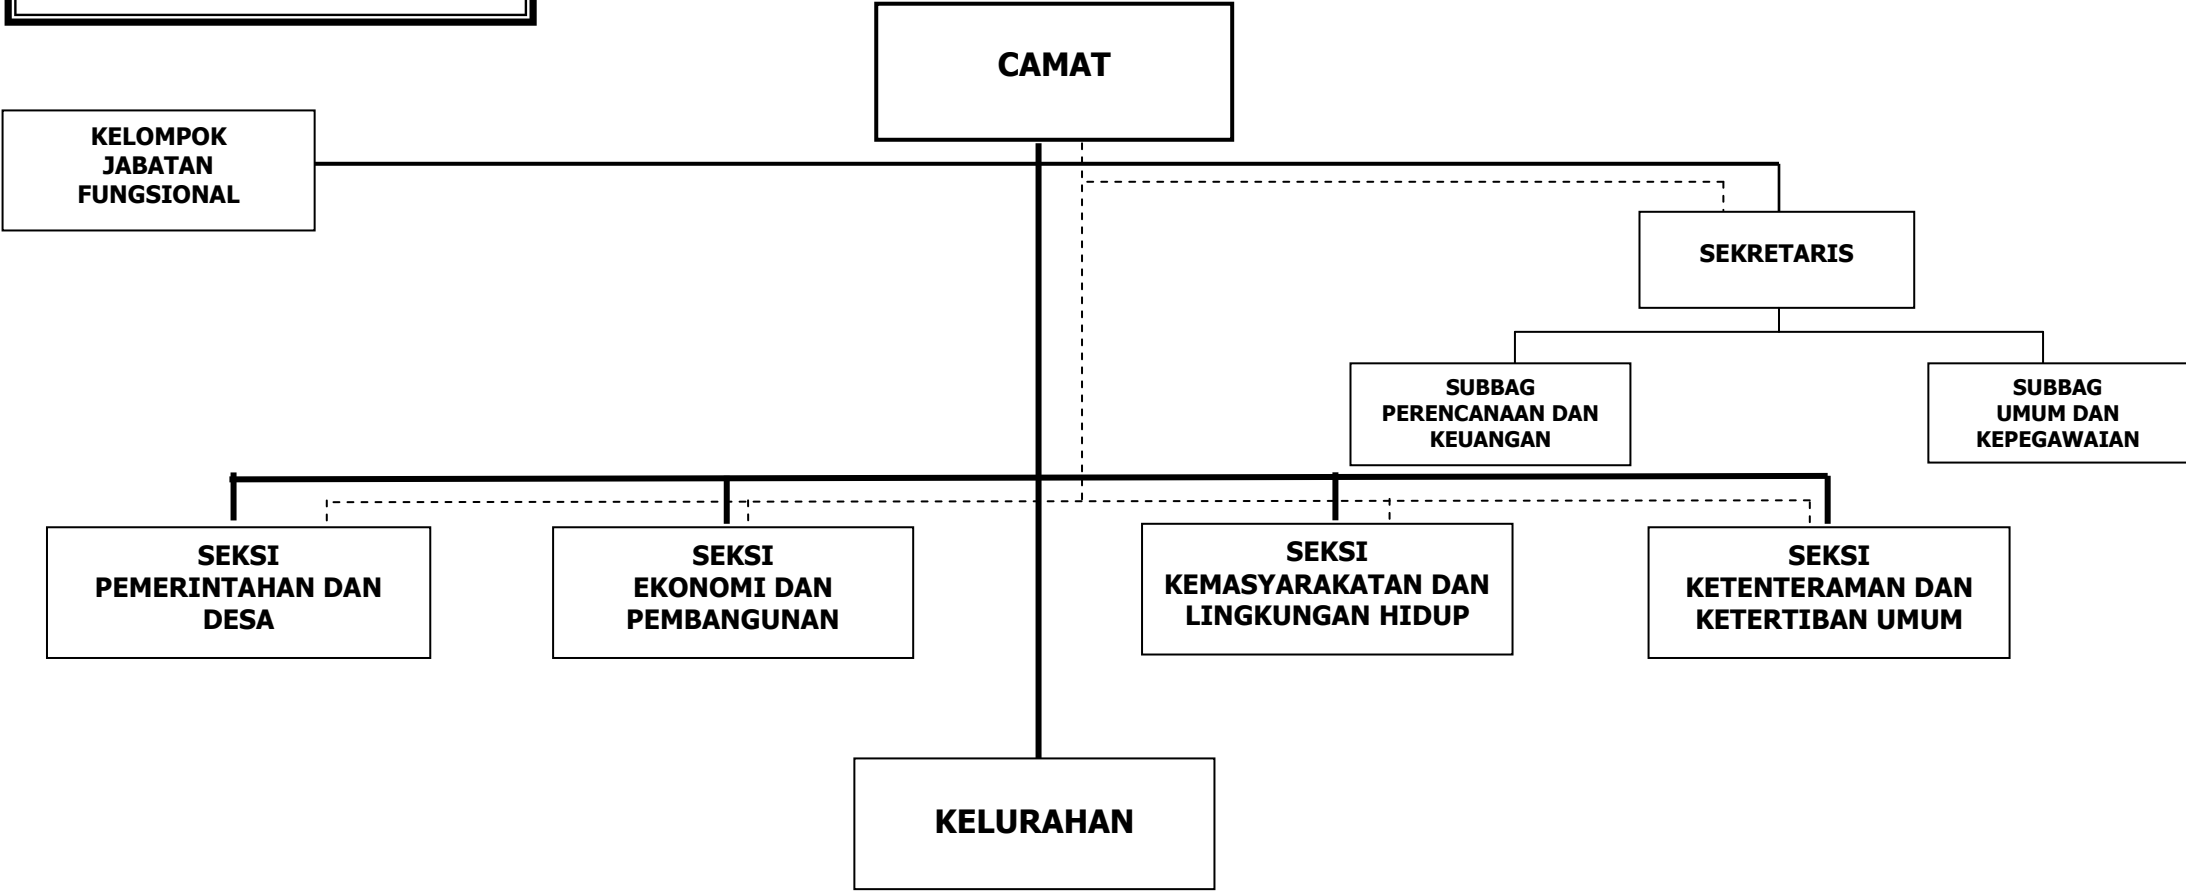 CAMAT
KELOMPOK
JABATAN
FUNGSIONAL
SEKRETARIS
SUBBAG
PERENCANAAN DAN
KEUANGAN
SUBBAG
UMUM DAN
KEPEGAWAIAN
SEKSI
PEMERINTAHAN DAN
DESA
SEKSI
EKONOMI DAN
PEMBANGUNAN
SEKSI
KEMASYARAKATAN DAN
LINGKUNGAN HIDUP
SEKSI
KETENTERAMAN DAN
KETERTIBAN UMUM
KELURAHAN